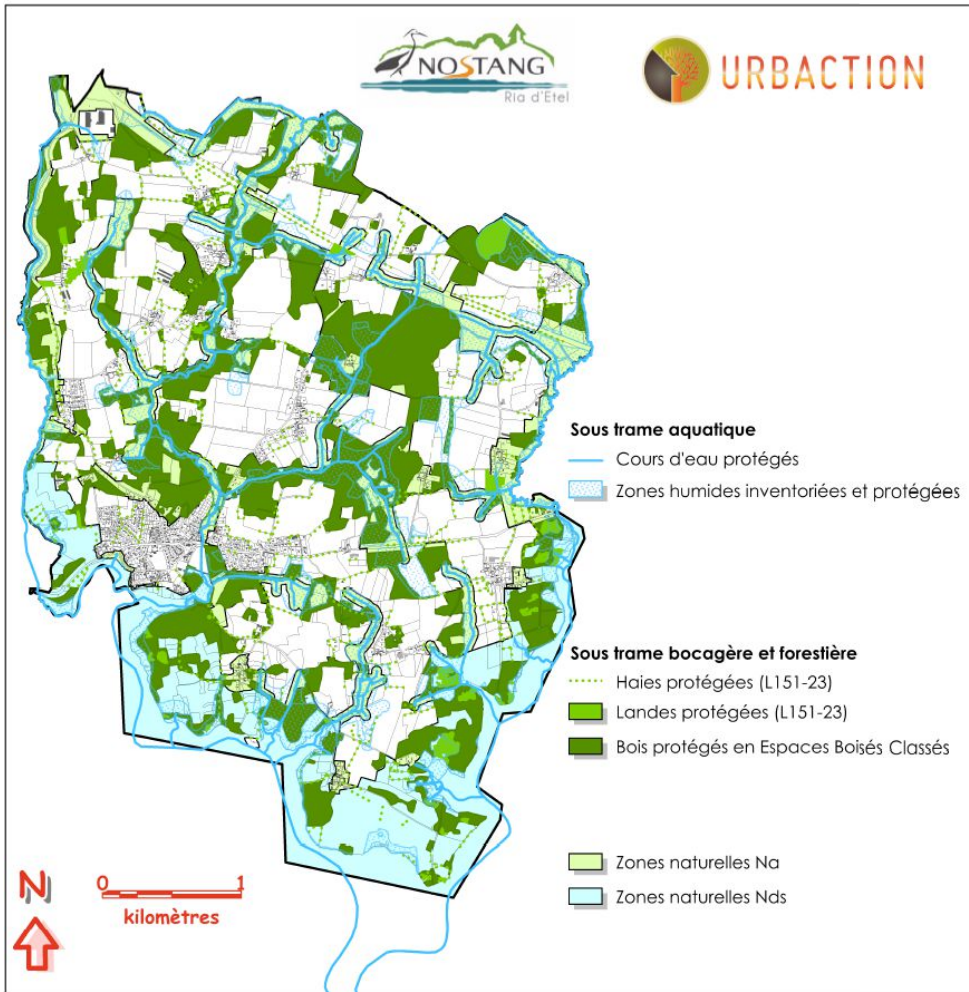 NOSTANG
Ria d'Etel
URBACTION
Sous trame aquatique
Cours d'eau protégés
Zones humides inventoriées et protégées
Sous trame bocagère et forestière
Haies protégées (L151-23)
Landes protégées (L151-23)
Bois protégés en Espaces Boisés Classés
Zones naturelles Na
Zones naturelles Nds
N
0 1
kilomètres